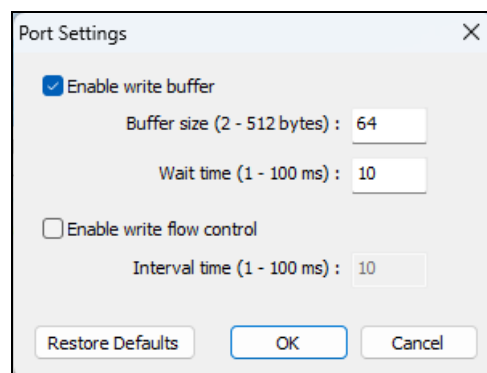 Port Settings
Enable write buffer
Buffer size (2 - 512 bytes) : 64
Wait time (1 - 100 ms) : 10
Enable write flow control
Interval time (1 - 100 ms) : 10
Restore Defaults OK Cancel